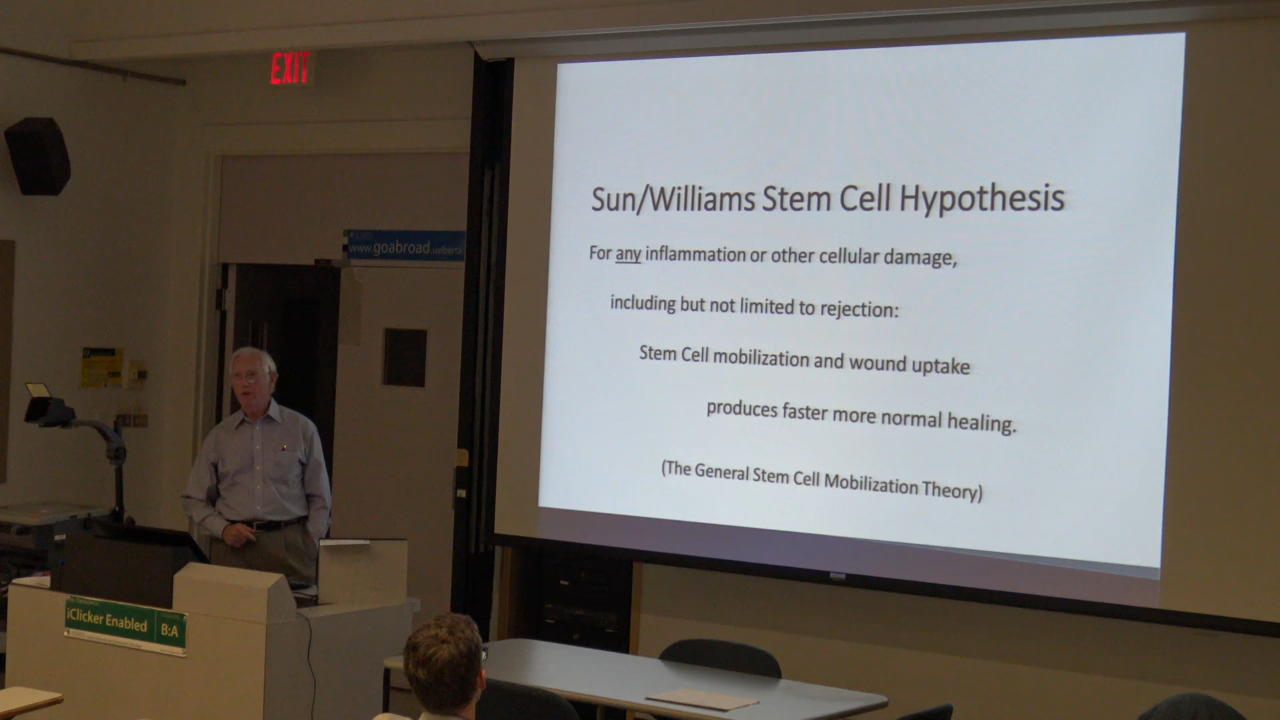 EXIT
www.goabroad.ualberta
Sun/Williams Stem Cell Hypothesis
For any inflammation or other cellular damage,
including but not limited to rejection:
Stem Cell mobilization and wound uptake
produces faster more normal healing.
(The General Stem Cell Mobilization Theory)
iClicker Enabled
B:A